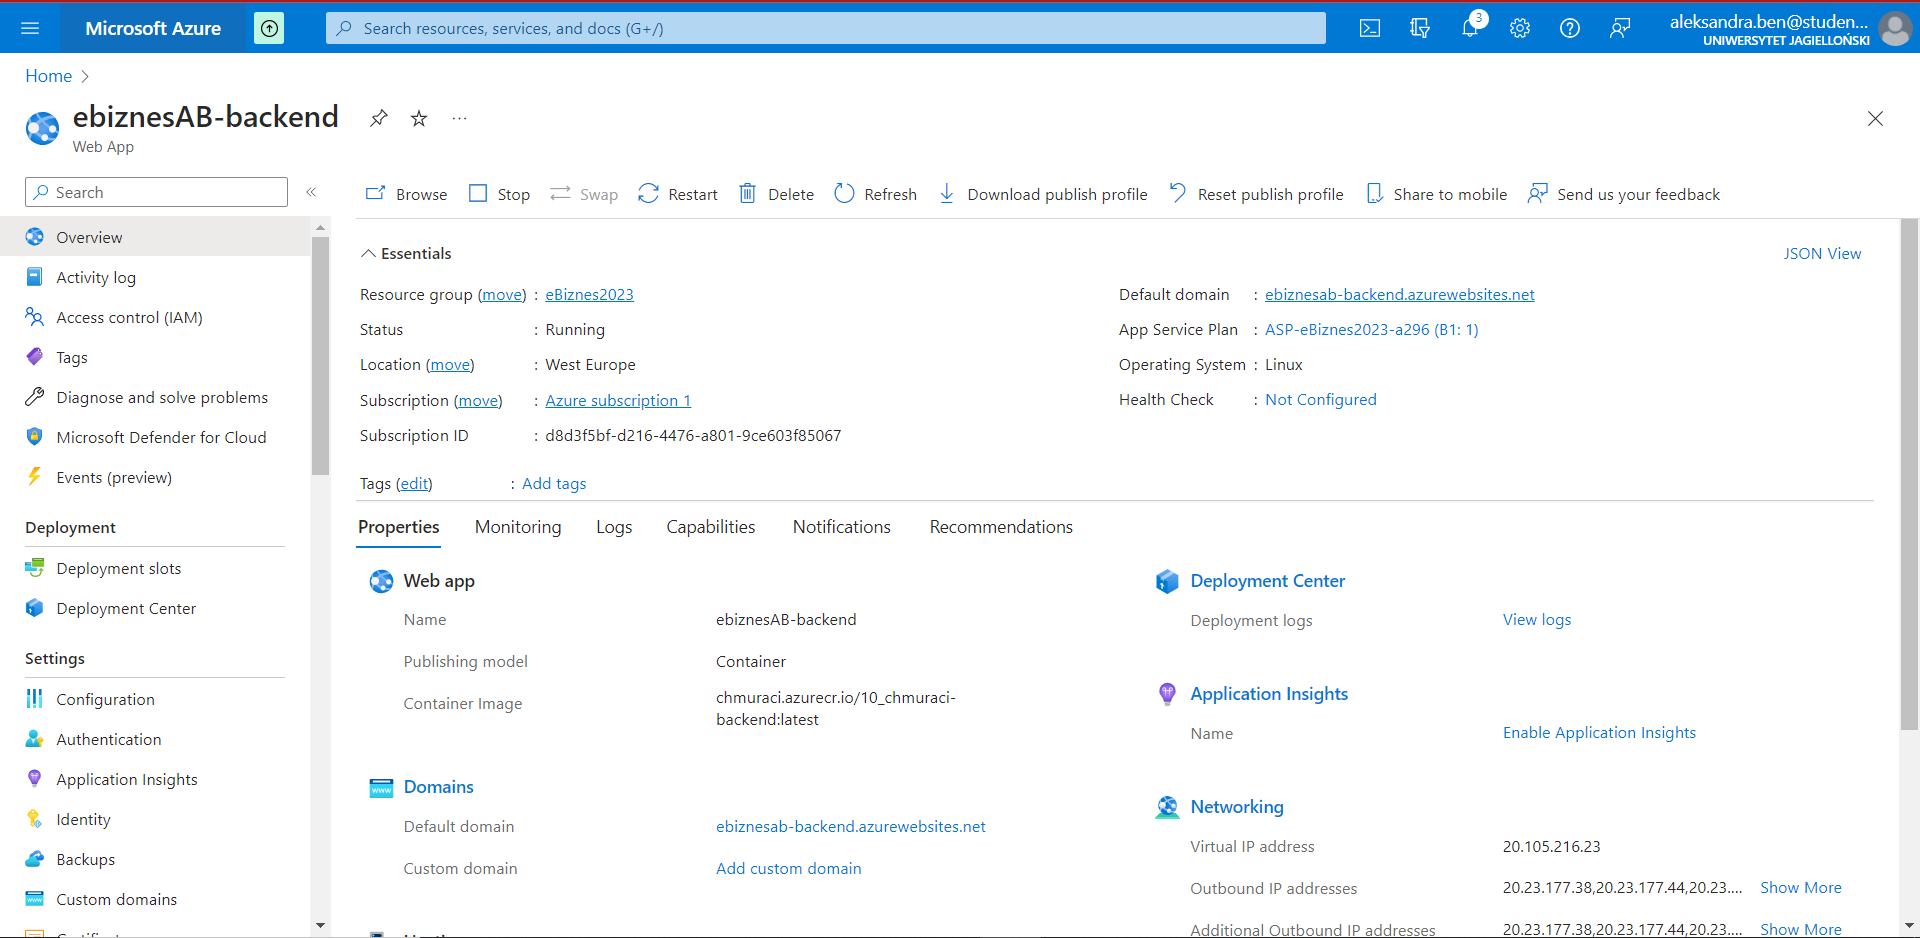 Microsoft Azure
Search resources, services, and docs (G+/)
3
aleksandra.ben@studen...
UNIWERSYTET JAGIELLOŃSKI
Home
ebiznesAB-backend
...
Web App
Search
Browse
Stop
Swap
Restart
Delete
Refresh
Download publish profile
Reset publish profile
Share to mobile
Send us your feedback
Overview
Activity log
Access control (IAM)
Tags
Diagnose and solve problems
Microsoft Defender for Cloud
Events (preview)
Deployment
Deployment slots
Deployment Center
Settings
Configuration
Authentication
Application Insights
Identity
Backups
Custom domains
Essentials
JSON View
Resource group (move) : eBiznes2023
Status : Running
Location (move) : West Europe
Subscription (move) : Azure subscription 1
Subscription ID : d8d3f5bf-d216-4476-a801-9ce603f85067
Default domain : ebiznesab-backend.azurewebsites.net
App Service Plan : ASP-eBiznes2023-a296 (B1: 1)
Operating System : Linux
Health Check : Not Configured
Tags (edit) : Add tags
Properties
Monitoring
Logs
Capabilities
Notifications
Recommendations
Web app
Name ebiznesAB-backend
Publishing model Container
Container Image chmuraci.azurecr.io/10_chmuraci-
backend:latest
Domains
www
Default domain ebiznesab-backend.azurewebsites.net
Custom domain Add custom domain
Deployment Center
Deployment logs View logs
Application Insights
Name Enable Application Insights
Networking
Virtual IP address 20.105.216.23
Outbound IP addresses 20.23.177.38,20.23.177.44,20.23.... Show More
Additional Outbound IP addresses 20.23.177.38,20.23.177.44,20.23.... Show More